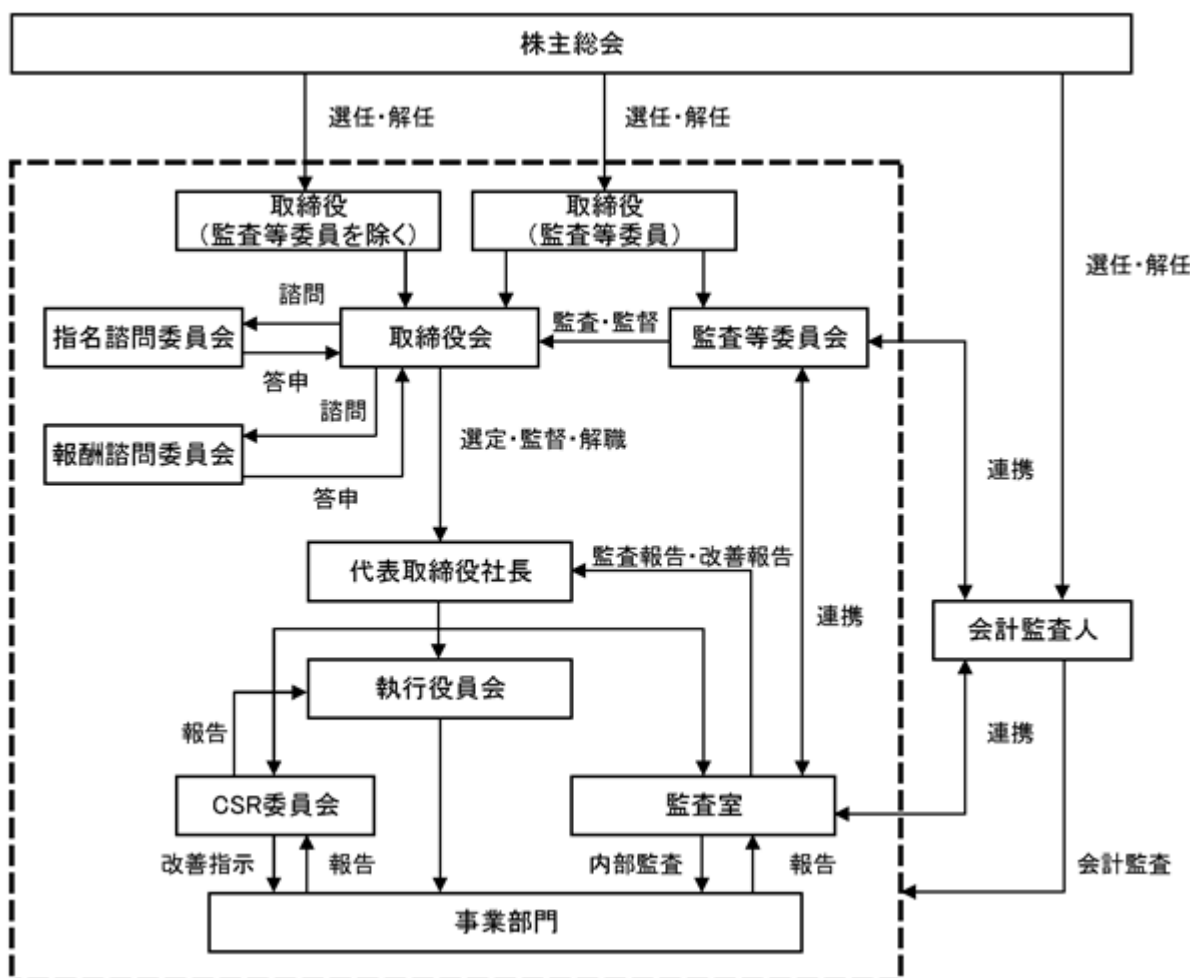 株主総会
選任・解任
選任・解任
選任・解任
取締役
（監査等委員を除く）
取締役
（監査等委員）
諮問
指名諮問委員会
答申
取締役会
監査・監督
監査等委員会
諮問
報酬諮問委員会
答申
選定・監督・解職
連携
代表取締役社長
監査報告・改善報告
連携
会計監査人
執行役員会
報告
連携
CSR委員会
監査室
改善指示
報告
内部監査
報告
会計監査
事業部門